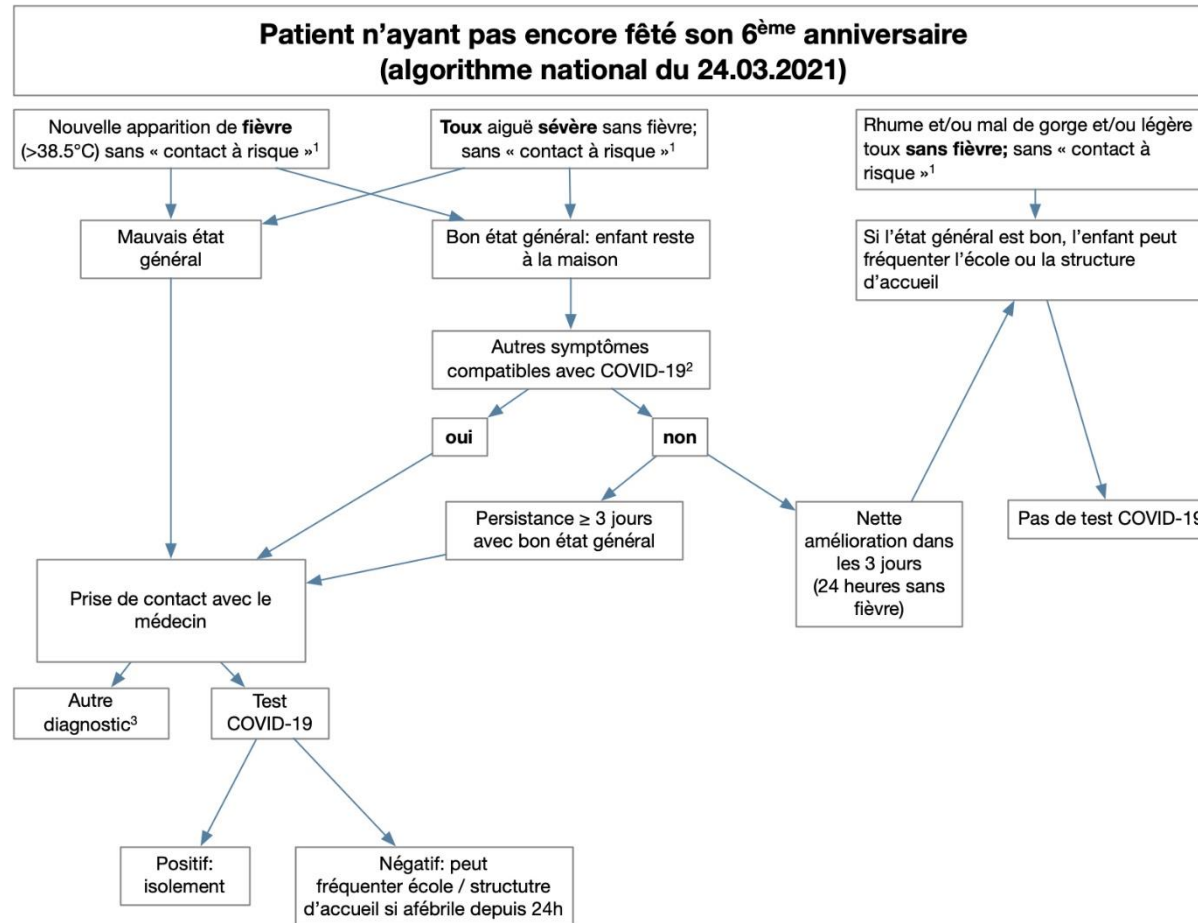 Patient n’ayant pas encore fêté son 6ème anniversaire
(algorithme national du 24.03.2021)
Nouvelle apparition de fièvre
(>38.5°C) sans « contact à risque »1
Toux aiguë sévère sans fièvre;
sans « contact à risque »1
Rhume et/ou mal de gorge et/ou légère
toux sans fièvre; sans « contact à
risque »1
Mauvais état
général
Bon état général: enfant reste
à la maison
Si l’état général est bon, l’enfant peut
fréquenter l’école ou la structure
d’accueil
Autres symptômes
compatibles avec COVID-192
oui
non
Persistance ≥ 3 jours
avec bon état général
Nette
amélioration dans
les 3 jours
(24 heures sans
fièvre)
Pas de test COVID-19
Prise de contact avec le
médecin
Autre
diagnostic3
Test
COVID-19
Positif:
isolement
Négatif: peut
fréquenter école / structutre
d’accueil si afébrile depuis 24h